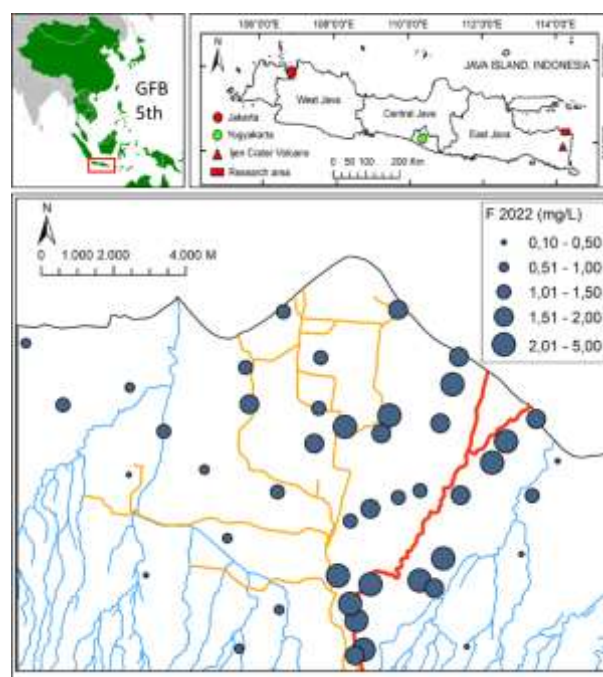 GFB
5th
106°0'0"E 108°0'0"E 110°0'0"E 112°0'0"E 114°0'0"E
N
JAVA ISLAND, INDONESIA
West Java
Central Java
East Java
Jakarta
Yogyakarta
Ijen Crater Volcano
Research area
0 50 100 200 Km
N
0 1.000 2.000 4.000 M
F 2022 (mg/L)
0,10 - 0,50
0,51 - 1,00
1,01 - 1,50
1,51 - 2,00
2,01 - 5,00